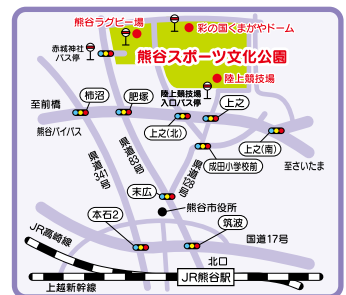 熊谷ラグビー場
彩の国くまがやドーム
赤城神社
バス停
熊谷スポーツ文化公園
陸上競技場
陸上競技場
入口バス停
柿沼
肥塚
上之
至前橋
熊谷バイパス
上之(北)
上之(南)
県道341号
県道83号
県道128号
成田小学校前
至さいたま
末広
熊谷市役所
本石2
筑波
国道17号
JR高崎線
北口
JR熊谷駅
上越新幹線